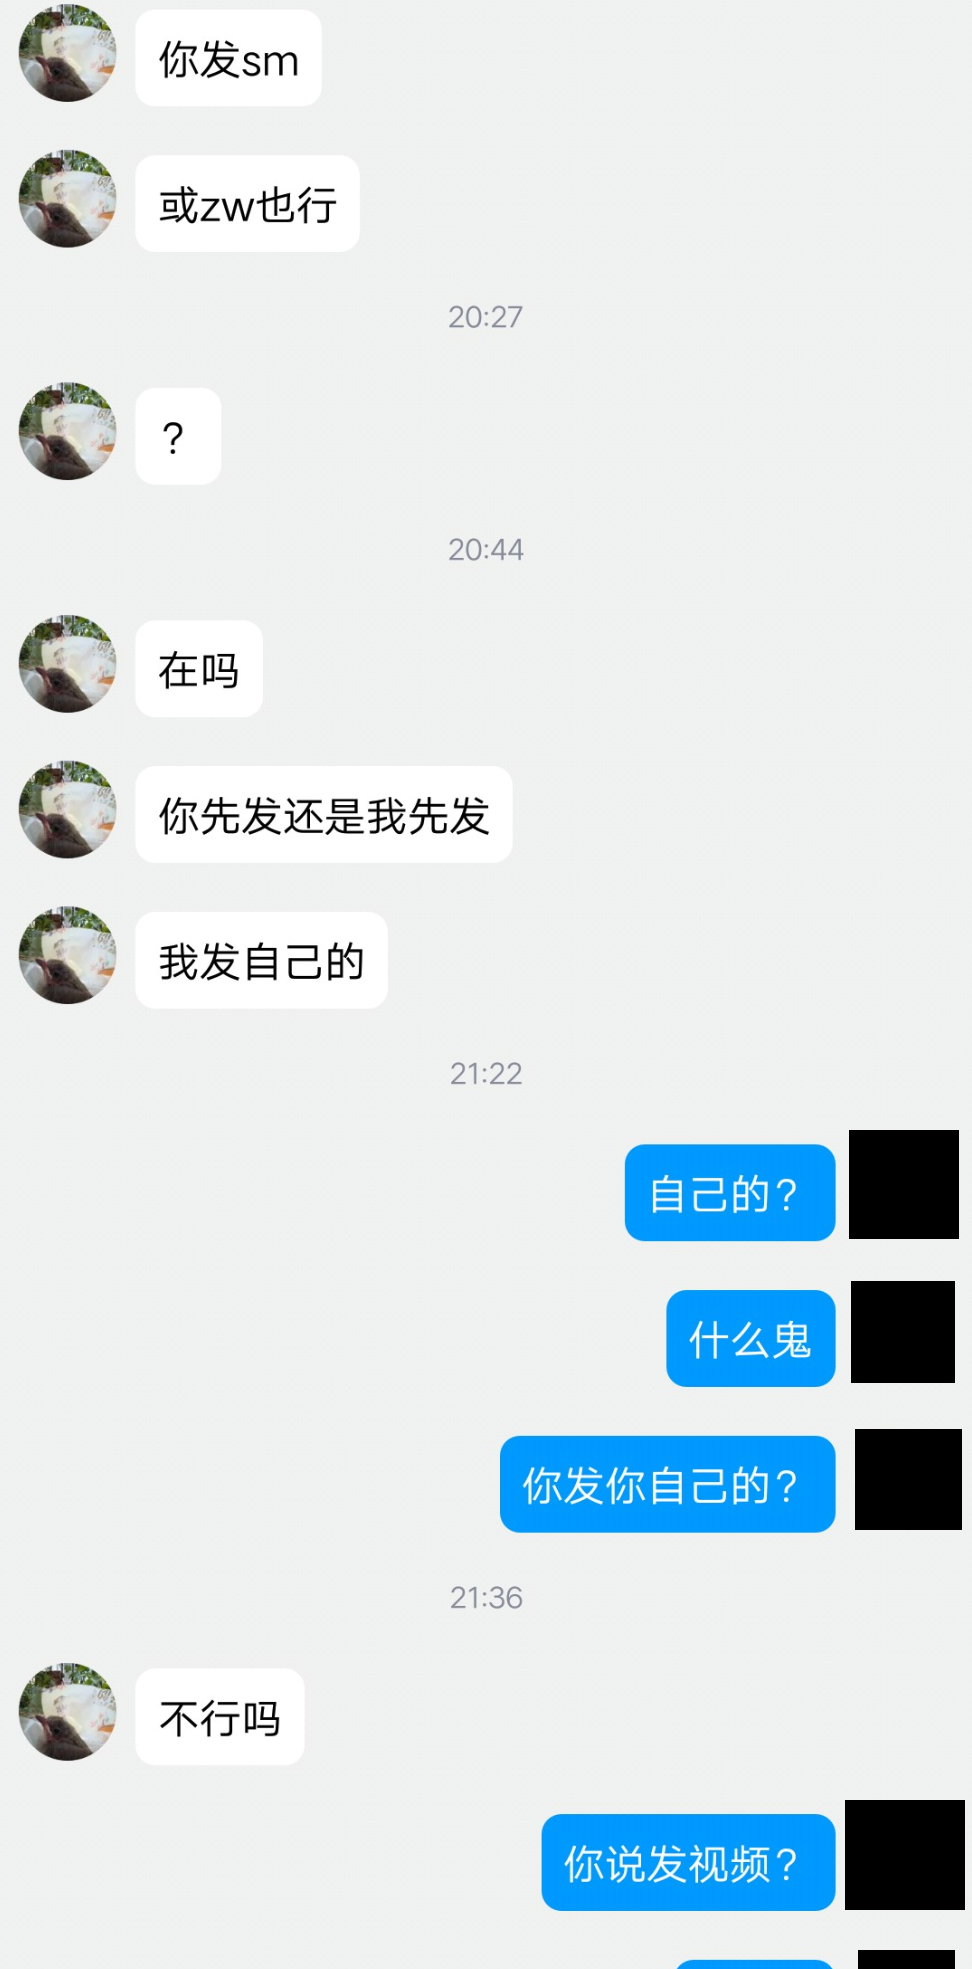 你发sm
或zw也行
20:27
?
20:44
在吗
你先发还是我先发
我发自己的
21:22
自己的?
什么鬼
你发你自己的?
21:36
不行吗
你说发视频?